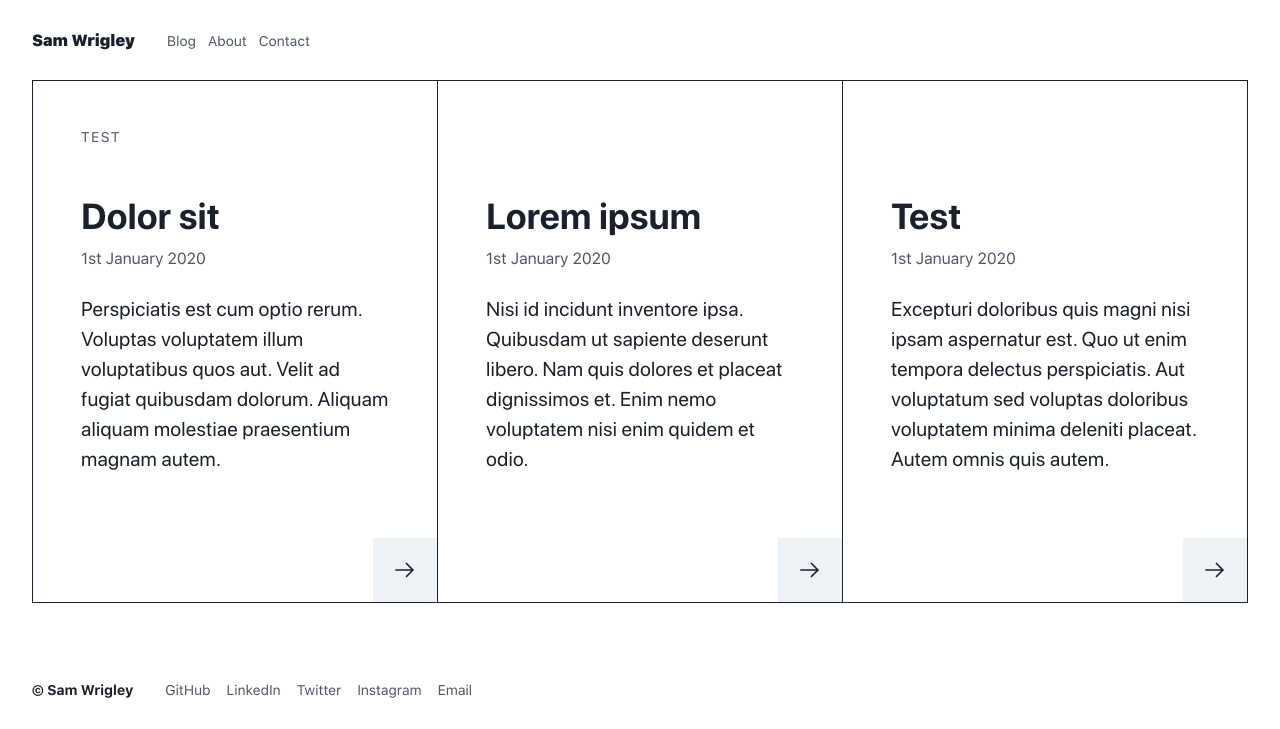 Sam Wrigley Blog About Contact
TEST
Dolor sit
1st January 2020
Perspiciatis est cum optio rerum.
Voluptas voluptatem illum
voluptatibus quos aut. Velit ad
fugiat quibusdam dolorum. Aliquam
aliquam molestiae praesentium
magnam autem.
Lorem ipsum
1st January 2020
Nisi id incidunt inventore ipsa.
Quibusdam ut sapiente deserunt
libero. Nam quis dolores et placeat
dignissimos et. Enim nemo
voluptatem nisi enim quidem et
odio.
Test
1st January 2020
Excepturi doloribus quis magni nisi
ipsam aspernatur est. Quo ut enim
tempora delectus perspiciatis. Aut
voluptatum sed voluptas doloribus
voluptatem minima deleniti placeat.
Autem omnis quis autem.
© Sam Wrigley GitHub LinkedIn Twitter Instagram Email